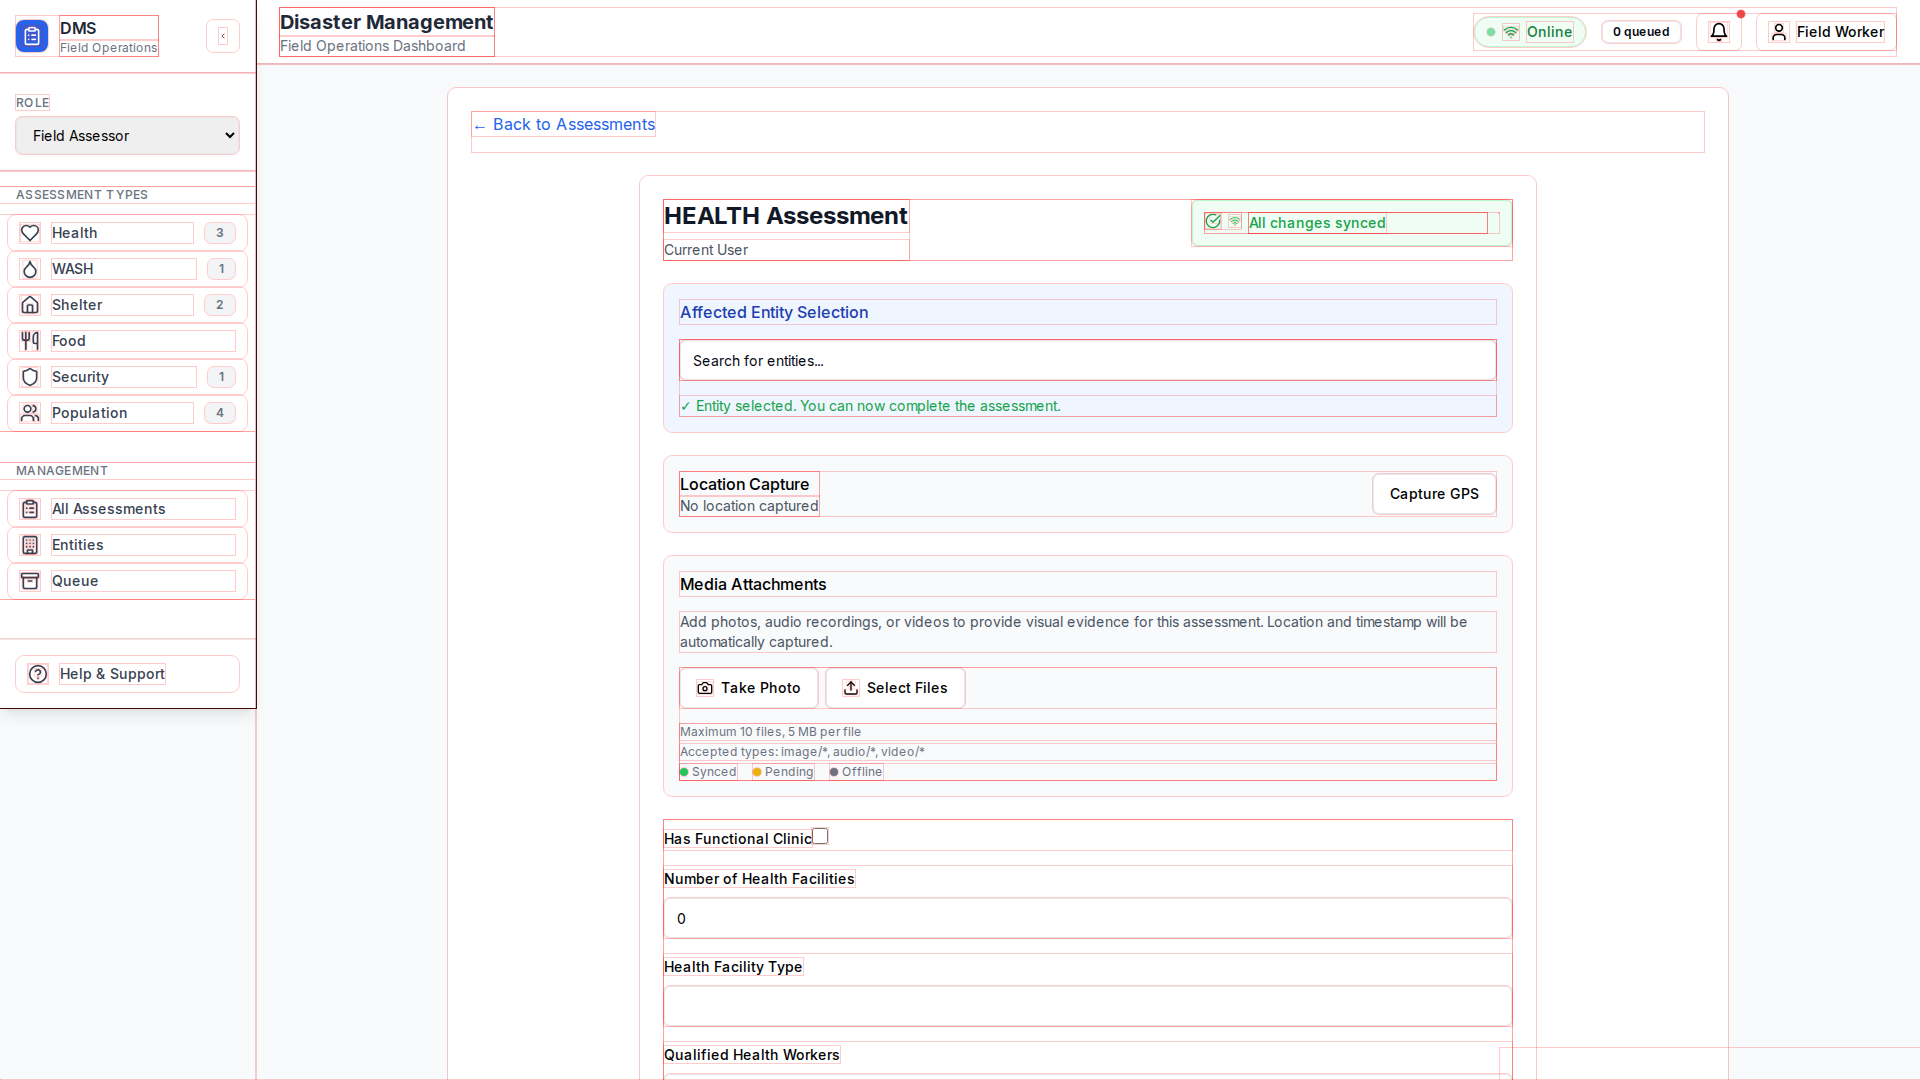 DMS
Field Operations
ROLE
Field Assessor
ASSESSMENT TYPES
Health 3
WASH 1
Shelter 2
Food
Security 1
Population 4
MANAGEMENT
All Assessments
Entities
Queue
Help & Support
Disaster Management
Field Operations Dashboard
Online
0 queued
Field Worker
← Back to Assessments
HEALTH Assessment
Current User
All changes synced
Affected Entity Selection
Search for entities...
✓ Entity selected. You can now complete the assessment.
Location Capture
No location captured
Capture GPS
Media Attachments
Add photos, audio recordings, or videos to provide visual evidence for this assessment. Location and timestamp will be
automatically captured.
Take Photo
Select Files
Maximum 10 files, 5 MB per file
Accepted types: image/*, audio/*, video/*
Synced Pending Offline
Has Functional Clinic
Number of Health Facilities
0
Health Facility Type
Qualified Health Workers